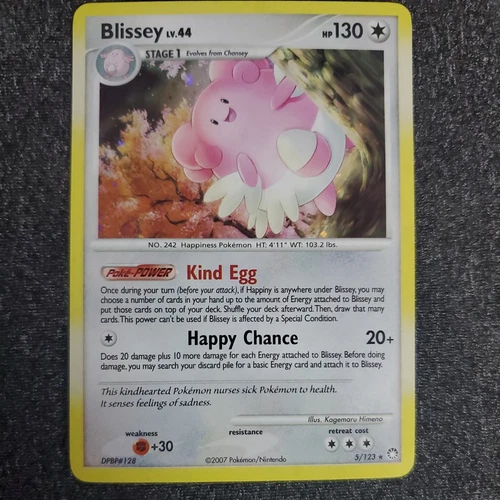 Blissey LV.44 HP 130
STAGE 1 Evolves from Chansey
NO. 242 Happiness Pokémon HT: 4'11" WT: 103.2 lbs.
Poké-POWER Kind Egg
Once during your turn (before your attack), if Happiny is anywhere under Blissey, you may
choose a number of cards in your hand up to the amount of Energy attached to Blissey and
put those cards on top of your deck. Shuffle your deck afterward. Then, draw that many
cards. This power can't be used if Blissey is affected by a Special Condition.
Happy Chance 20+
Does 20 damage plus 10 more damage for each Energy attached to Blissey. Before doing
damage, you may search your discard pile for a basic Energy card and attach it to Blissey.
This kindhearted Pokémon nurses sick Pokémon to health.
It senses feelings of sadness.
Illus. Kagemaru Himeno
weakness resistance retreat cost
+30
DPBP#128 ©2007 Pokémon/Nintendo 5/123